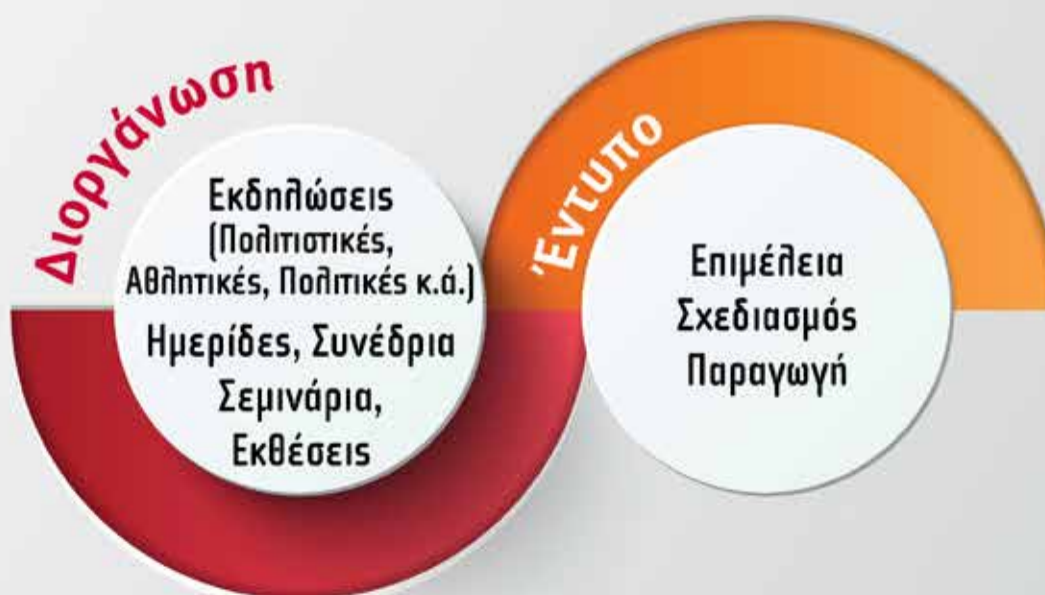 Διοργάνωση
Εκδηλώσεις
(Πολιτιστικές,
Αθλητικές, Πολιτικές κ.ά.)
Ημερίδες, Συνέδρια
Σεμινάρια,
Εκθέσεις
Έντυπο
Επιμέλεια
Σχεδιασμός
Παραγωγή